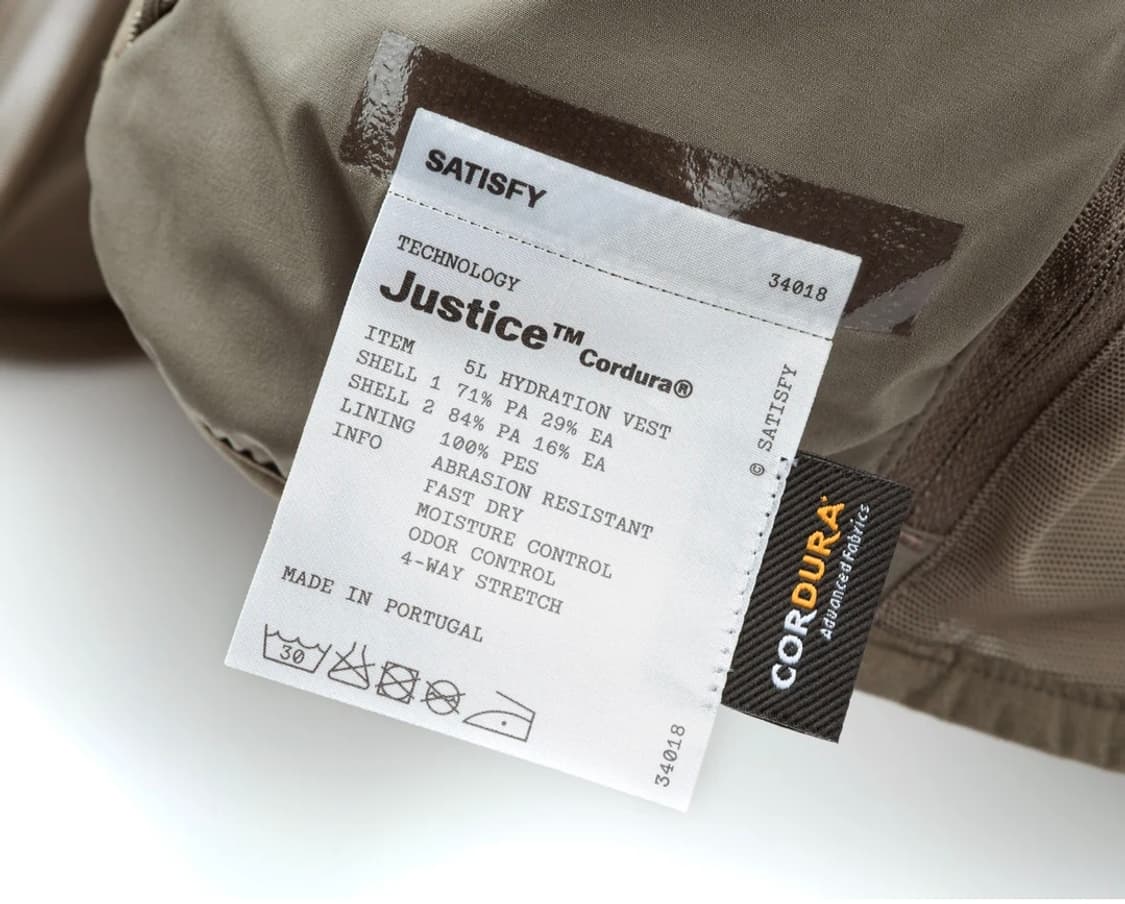 SATISFY
34018
TECHNOLOGY
Justice™ Cordura®
ITEM 5L HYDRATION VEST
SHELL 1 71% PA 29% EA
SHELL 2 84% PA 16% EA
LINING 100% PES
INFO ABRASION RESISTANT
FAST DRY
MOISTURE CONTROL
ODOR CONTROL
4-WAY STRETCH
MADE IN PORTUGAL
30
© SATISFY
34018
CORDURA
Advanced Fabrics